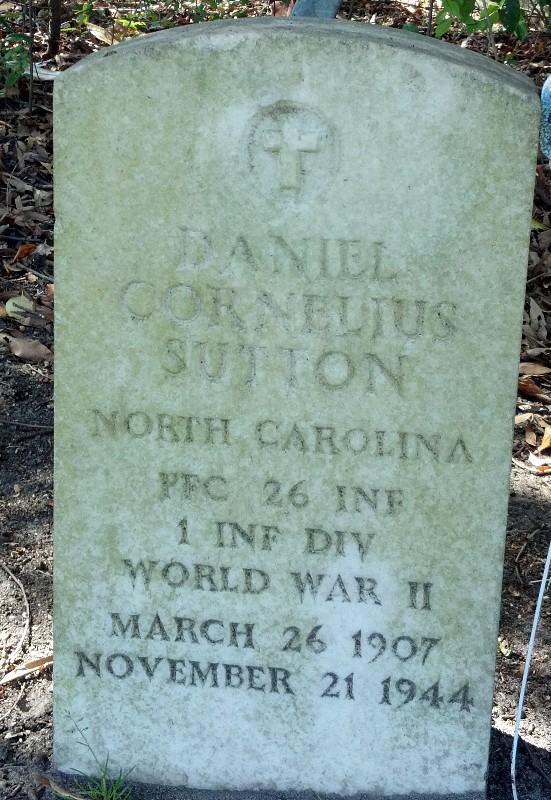 DANIEL
CORNELIUS
SUTTON
NORTH CAROLINA
PFC 26 INF
1 INF DIV
WORLD WAR II
MARCH 26 1907
NOVEMBER 21 1944